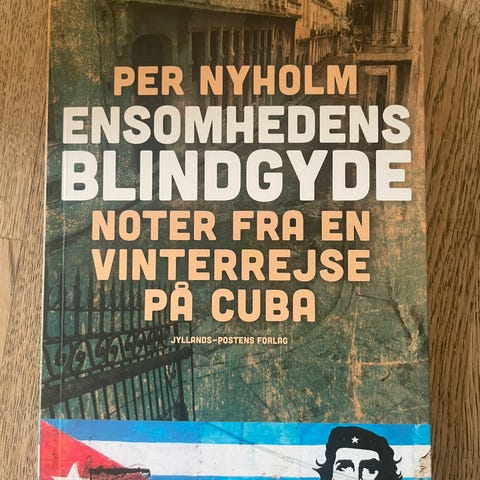 PER NYHOLM
ENSOMHEDENS
BLINDGYDE
NOTER FRA EN
VINTERREJSE
PÅ CUBA
JYLLANDS-POSTENS FORLAG